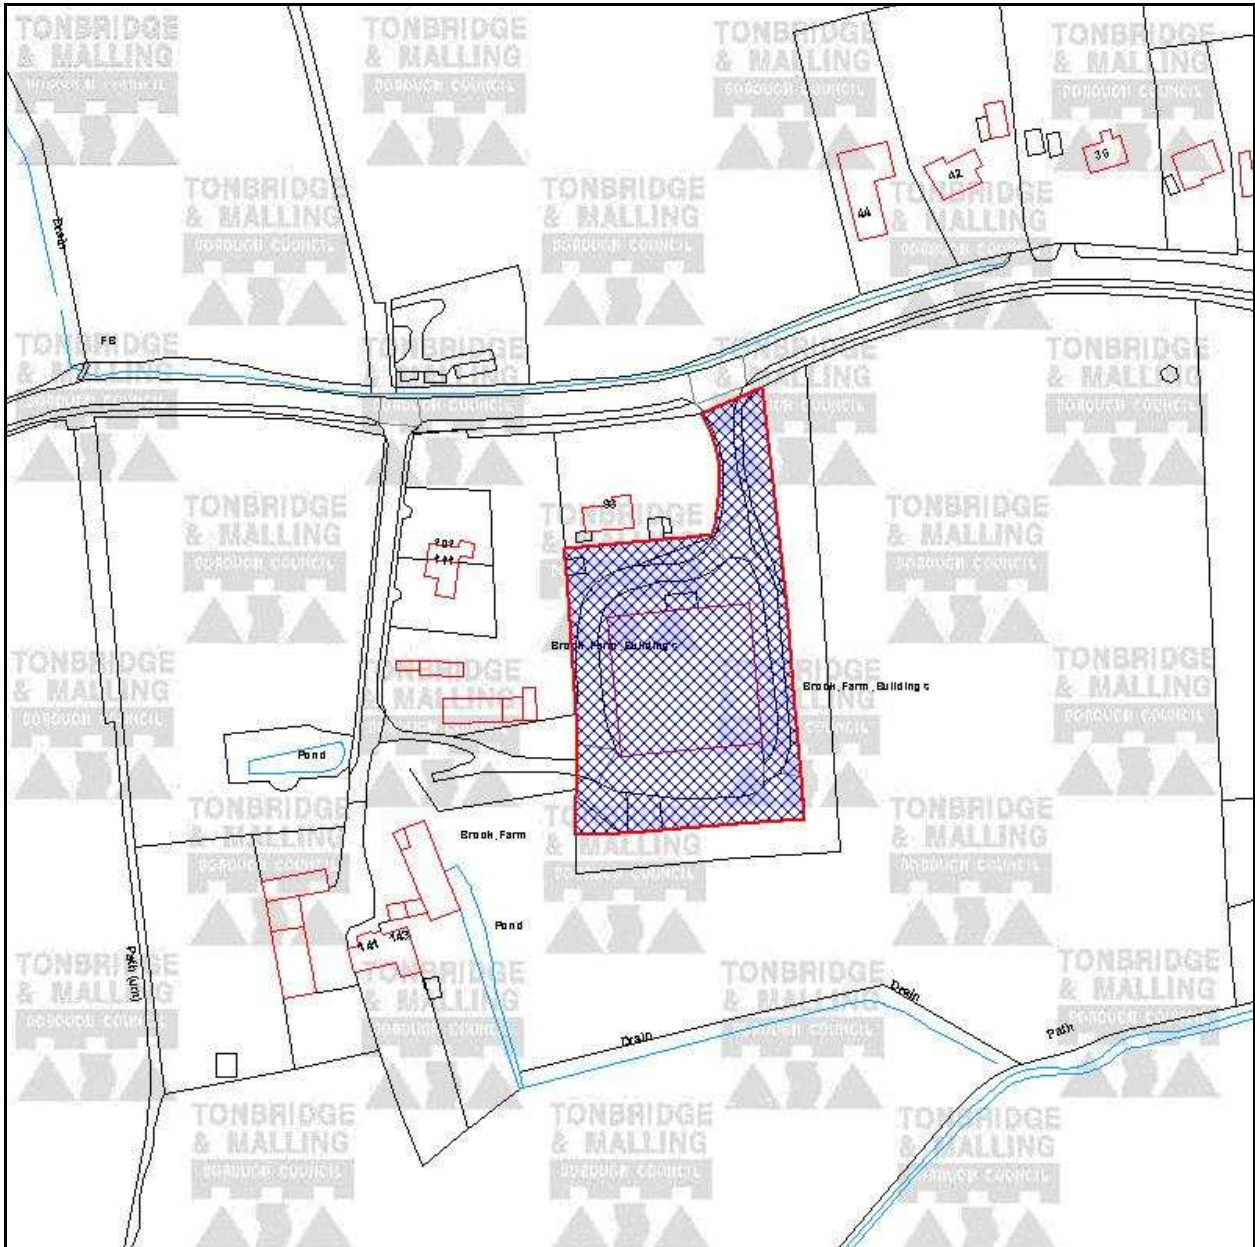 TONBRIDGE
& MALLING
BOROUGH COUNCIL
44
42
Drain
FB
Brook Farm Buildings
Brook Farm Buildings
Pond
Brook Farm
Pond
141
143
Path (um)
Drain
Drain
Path